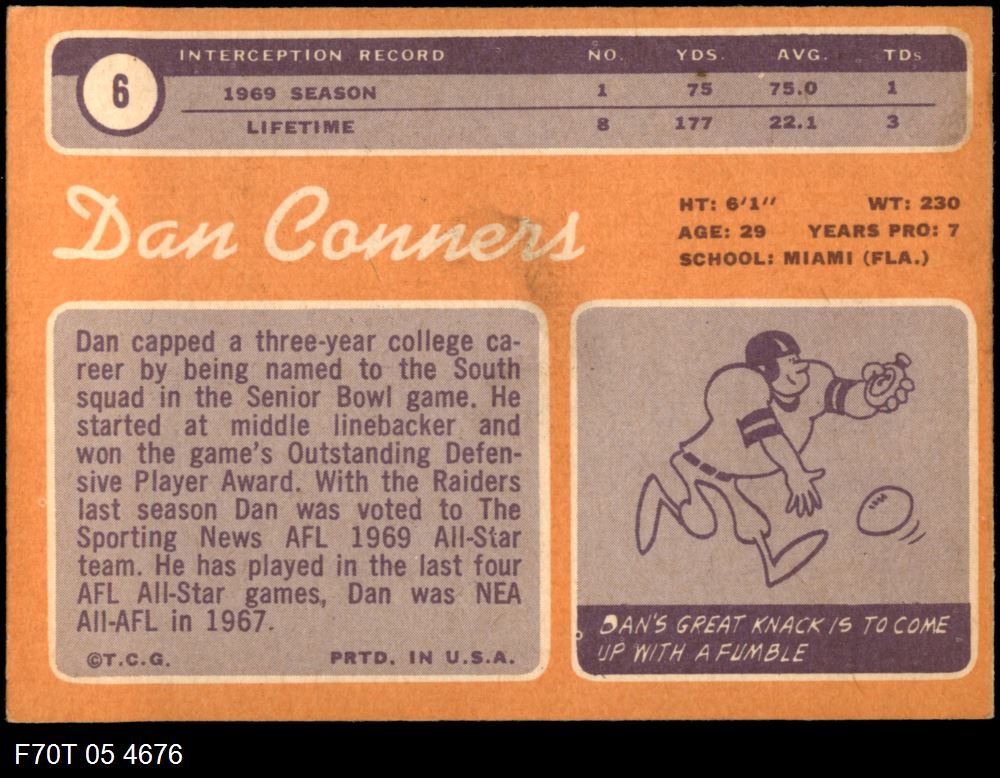 6
INTERCEPTION RECORD NO. YDS. AVG. TDs
1969 SEASON 1 75 75.0 1
LIFETIME 8 177 22.1 3
Dan Conners
HT: 6'1" WT: 230
AGE: 29 YEARS PRO: 7
SCHOOL: MIAMI (FLA.)
Dan capped a three-year college ca-
reer by being named to the South
squad in the Senior Bowl game. He
started at middle linebacker and
won the game's Outstanding Defen-
sive Player Award. With the Raiders
last season Dan was voted to The
Sporting News AFL 1969 All-Star
team. He has played in the last four
AFL All-Star games, Dan was NEA
All-AFL in 1967.
©T.C.G. PRTD. IN U.S.A.
DAN'S GREAT KNACK IS TO COME
UP WITH A FUMBLE
F70T 05 4676